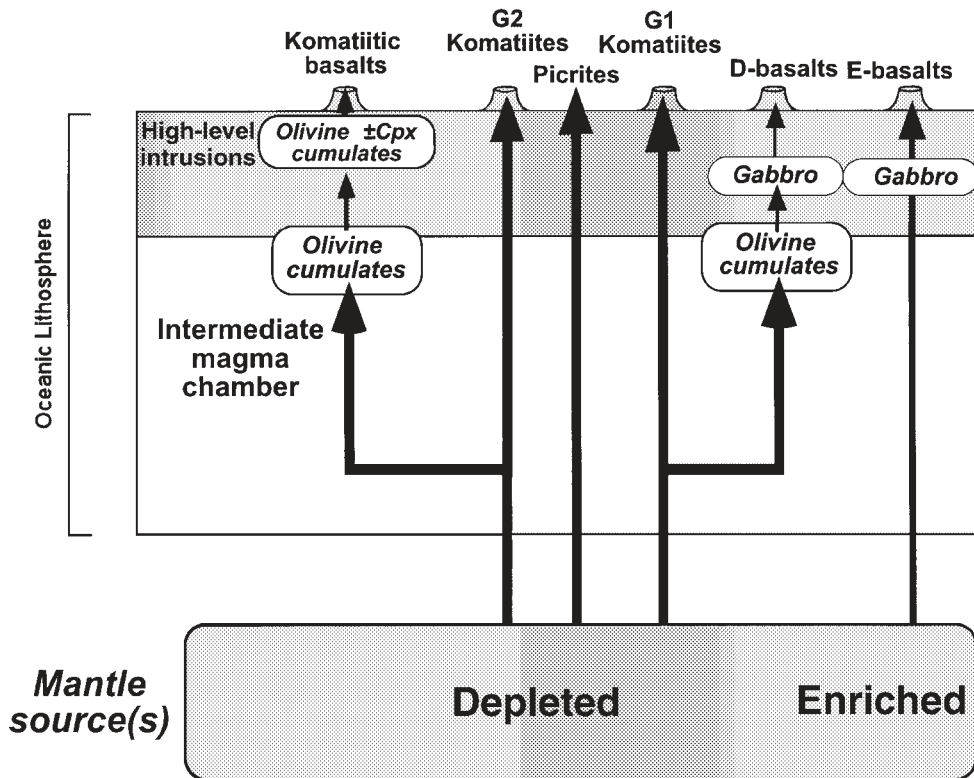 G2
Komatiites
G1
Komatiites
Komatiitic
basalts
Picrites
D-basalts
E-basalts
High-level
intrusions
Olivine ±Cpx
cumulates
Gabbro
Gabbro
Olivine
cumulates
Olivine
cumulates
Intermediate
magma
chamber
Oceanic Lithosphere
Mantle
source(s)
Depleted
Enriched